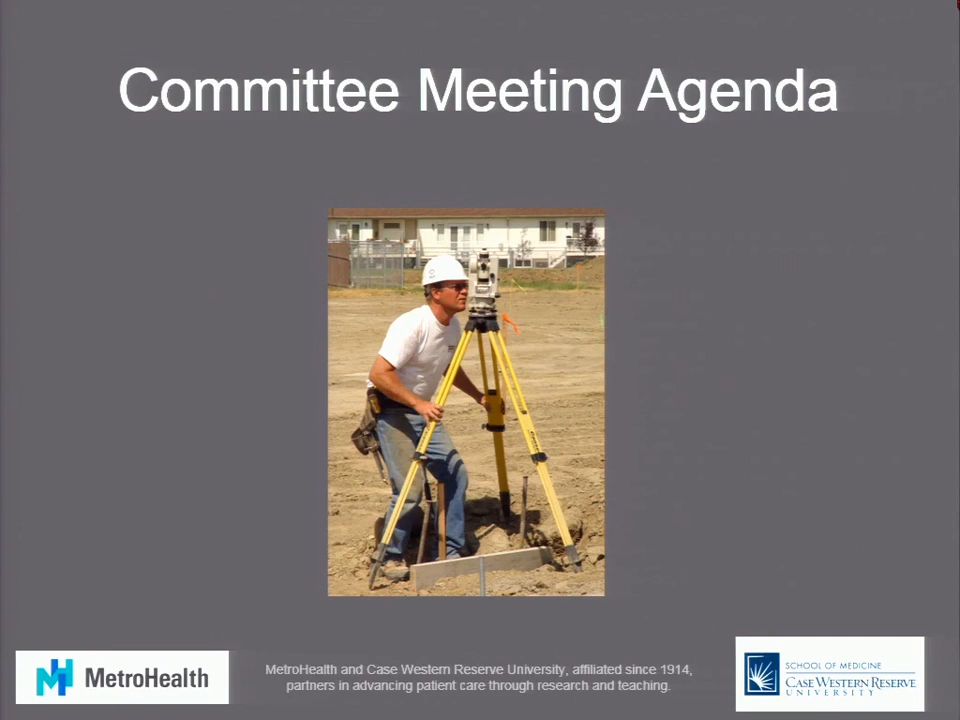 Committee Meeting Agenda
MetroHealth
MetroHealth and Case Western Reserve University, affiliated since 1914,
partners in advancing patient care through research and teaching.
SCHOOL OF MEDICINE
CASE WESTERN RESERVE
UNIVERSITY